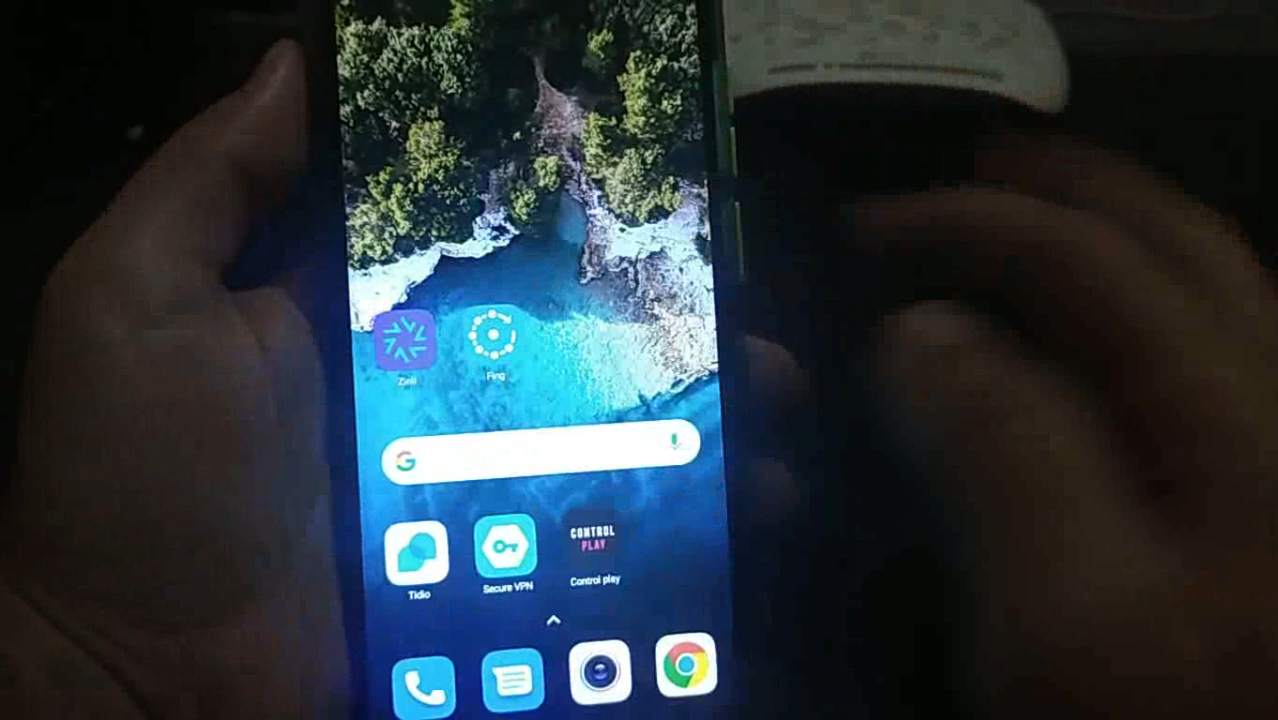 Zinli
Fing
G
Tidio
Secure VPN
CONTROL
PLAY
Control play